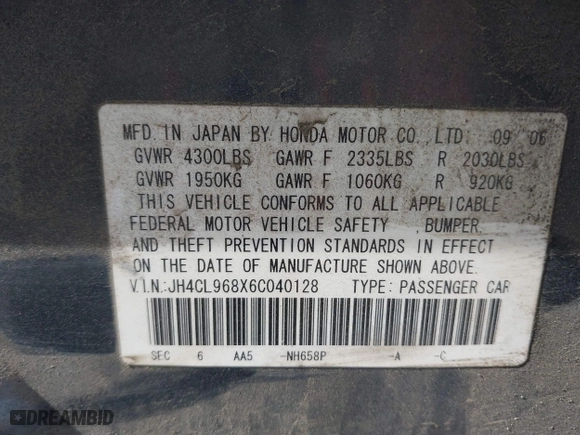 MFD. IN JAPAN BY HONDA MOTOR CO., LTD. 09 06
GVWR 4300LBS GAWR F 2335LBS R 2030LBS
GVWR 1950KG GAWR F 1060KG R 920KG
THIS VEHICLE CONFORMS TO ALL APPLICABLE
FEDERAL MOTOR VEHICLE SAFETY , BUMPER,
AND THEFT PREVENTION STANDARDS IN EFFECT
ON THE DATE OF MANUFACTURE SHOWN ABOVE.
V.I.N.:JH4CL968X6C040128 TYPE: PASSENGER CAR
SEC 6 AA5 -NH658P -A -C
DREAMBID